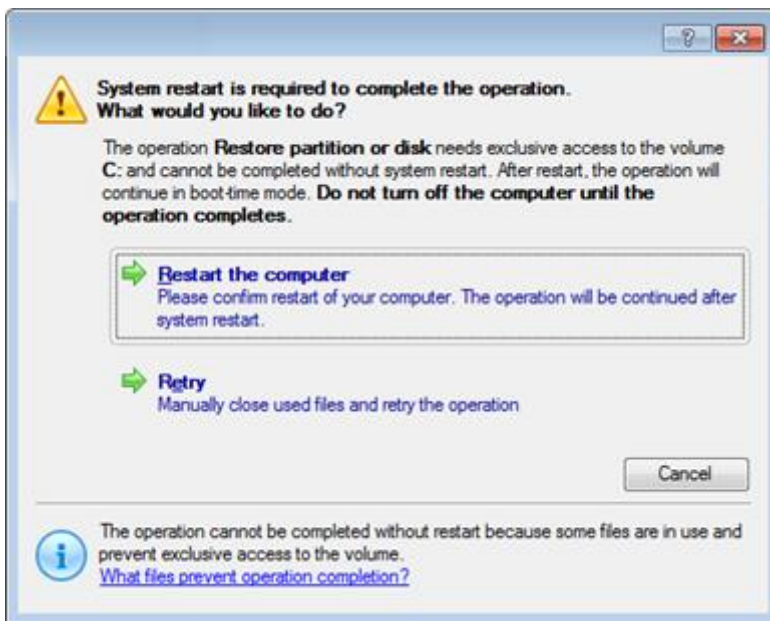 System restart is required to complete the operation.
What would you like to do?
The operation Restore partition or disk needs exclusive access to the volume
C: and cannot be completed without system restart. After restart, the operation will
continue in boot-time mode. Do not turn off the computer until the
operation completes.
Restart the computer
Please confirm restart of your computer. The operation will be continued after
system restart.
Retry
Manually close used files and retry the operation
Cancel
The operation cannot be completed without restart because some files are in use and
prevent exclusive access to the volume.
What files prevent operation completion?